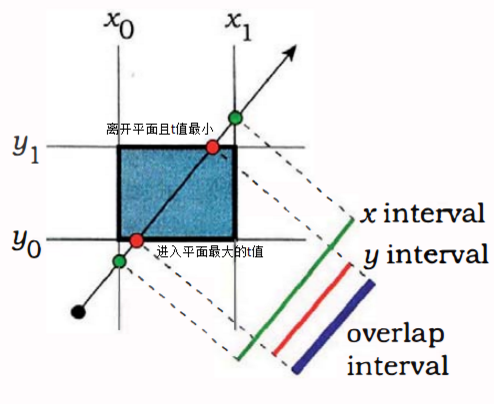 x0 x1
离开平面且t值最小
y1
y0
进入平面最大的t值
x interval
y interval
overlap
interval